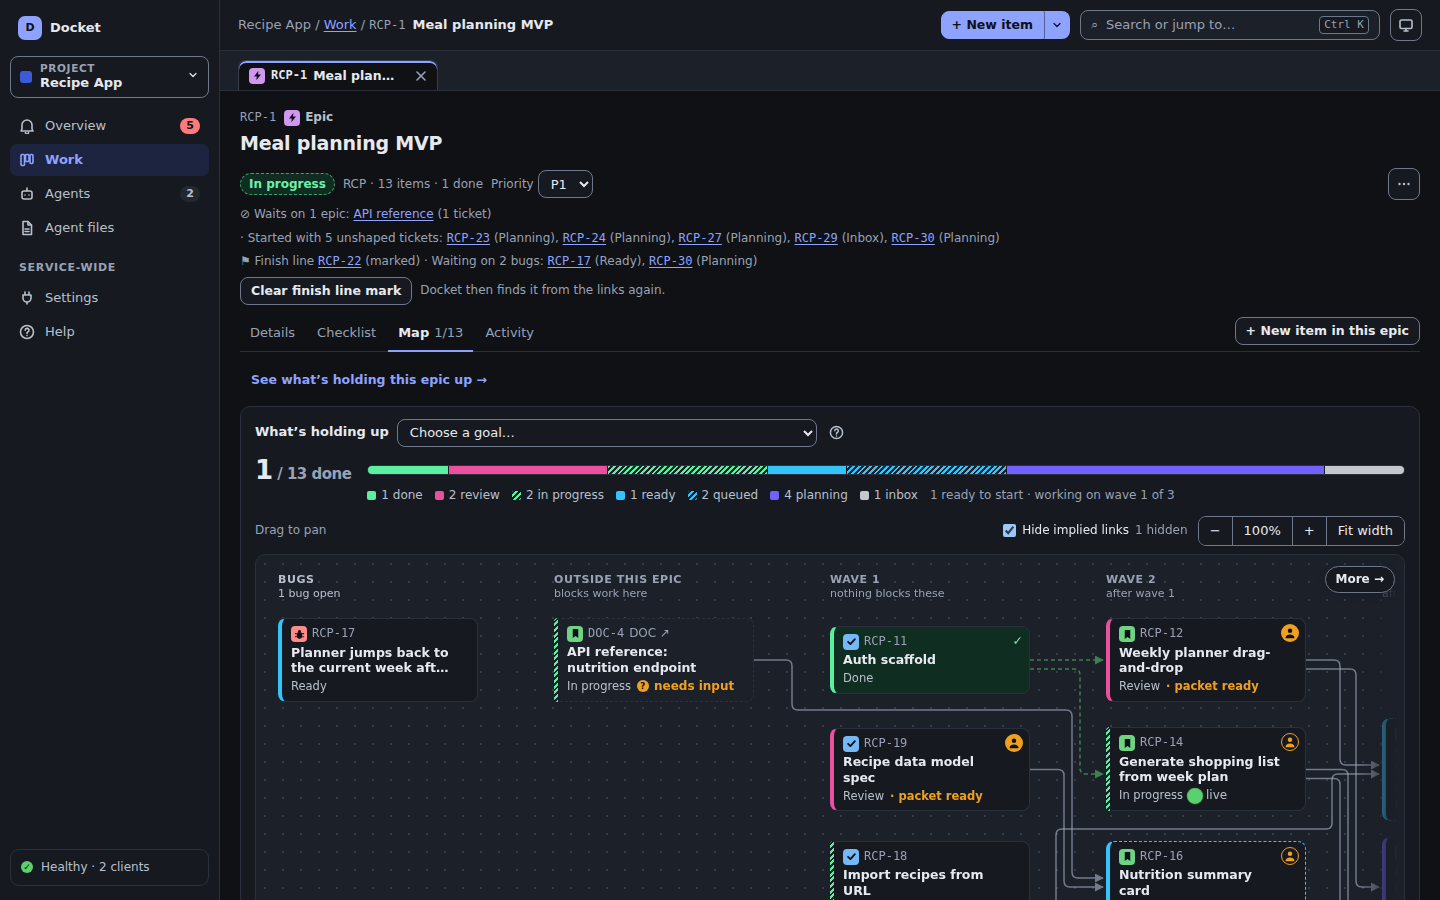 D Docket
PROJECT
Recipe App
Overview 5
Work
Agents 2
Agent files
SERVICE-WIDE
Settings
Help
Healthy · 2 clients
Recipe App / Work / RCP-1 Meal planning MVP
+ New item
Search or jump to…
Ctrl K
RCP-1 Meal plan…
RCP-1 Epic
Meal planning MVP
In progress RCP · 13 items · 1 done Priority P1
⊘ Waits on 1 epic: API reference (1 ticket)
· Started with 5 unshaped tickets: RCP-23 (Planning), RCP-24 (Planning), RCP-27 (Planning), RCP-29 (Inbox), RCP-30 (Planning)
⚑ Finish line RCP-22 (marked) · Waiting on 2 bugs: RCP-17 (Ready), RCP-30 (Planning)
Clear finish line mark Docket then finds it from the links again.
Details Checklist Map 1/13 Activity
+ New item in this epic
See what’s holding this epic up →
What’s holding up Choose a goal…
1 / 13 done
1 done 2 review 2 in progress 1 ready 2 queued 4 planning 1 inbox 1 ready to start · working on wave 1 of 3
Drag to pan
Hide implied links 1 hidden
− 100% + Fit width
More →
BUGS
1 bug open
RCP-17
Planner jumps back to
the current week aft…
Ready
OUTSIDE THIS EPIC
blocks work here
DOC-4 DOC ↗
API reference:
nutrition endpoint
In progress ? needs input
WAVE 1
nothing blocks these
RCP-11 ✓
Auth scaffold
Done
RCP-19
Recipe data model
spec
Review · packet ready
RCP-18
Import recipes from
URL
WAVE 2
after wave 1
RCP-12
Weekly planner drag-
and-drop
Review · packet ready
RCP-14
Generate shopping list
from week plan
In progress live
RCP-16
Nutrition summary
card